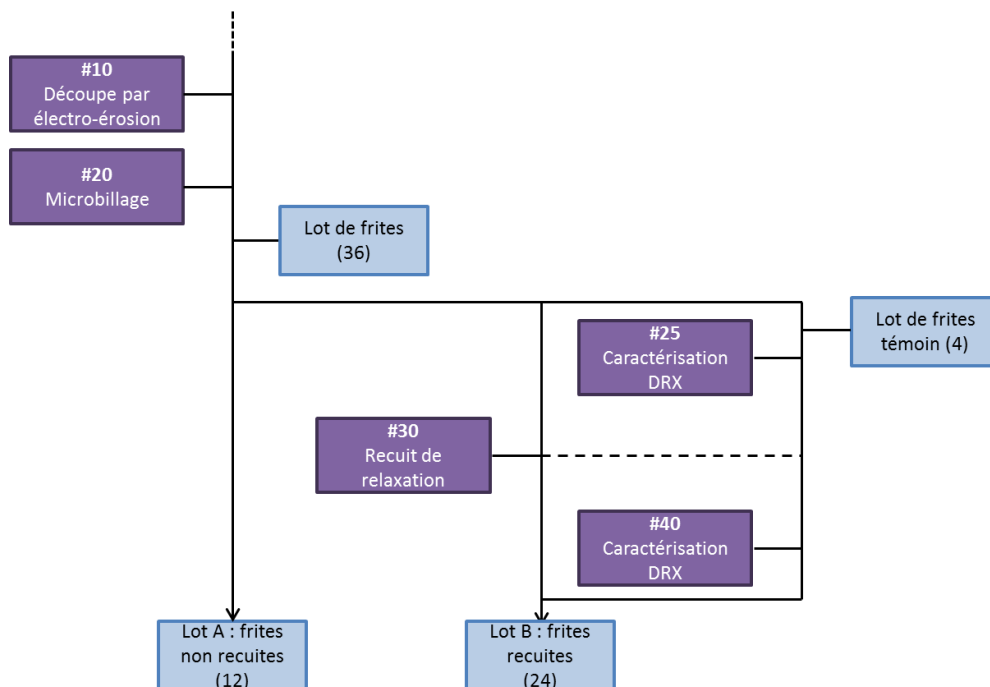 #10
Découpe par
électro-érosion
#20
Microbillage
Lot de frites
(36)
#25
Caractérisation
DRX
Lot de frites
témoin (4)
#30
Recuit de
relaxation
#40
Caractérisation
DRX
Lot A : frites
non recuites
(12)
Lot B : frites
recuites
(24)